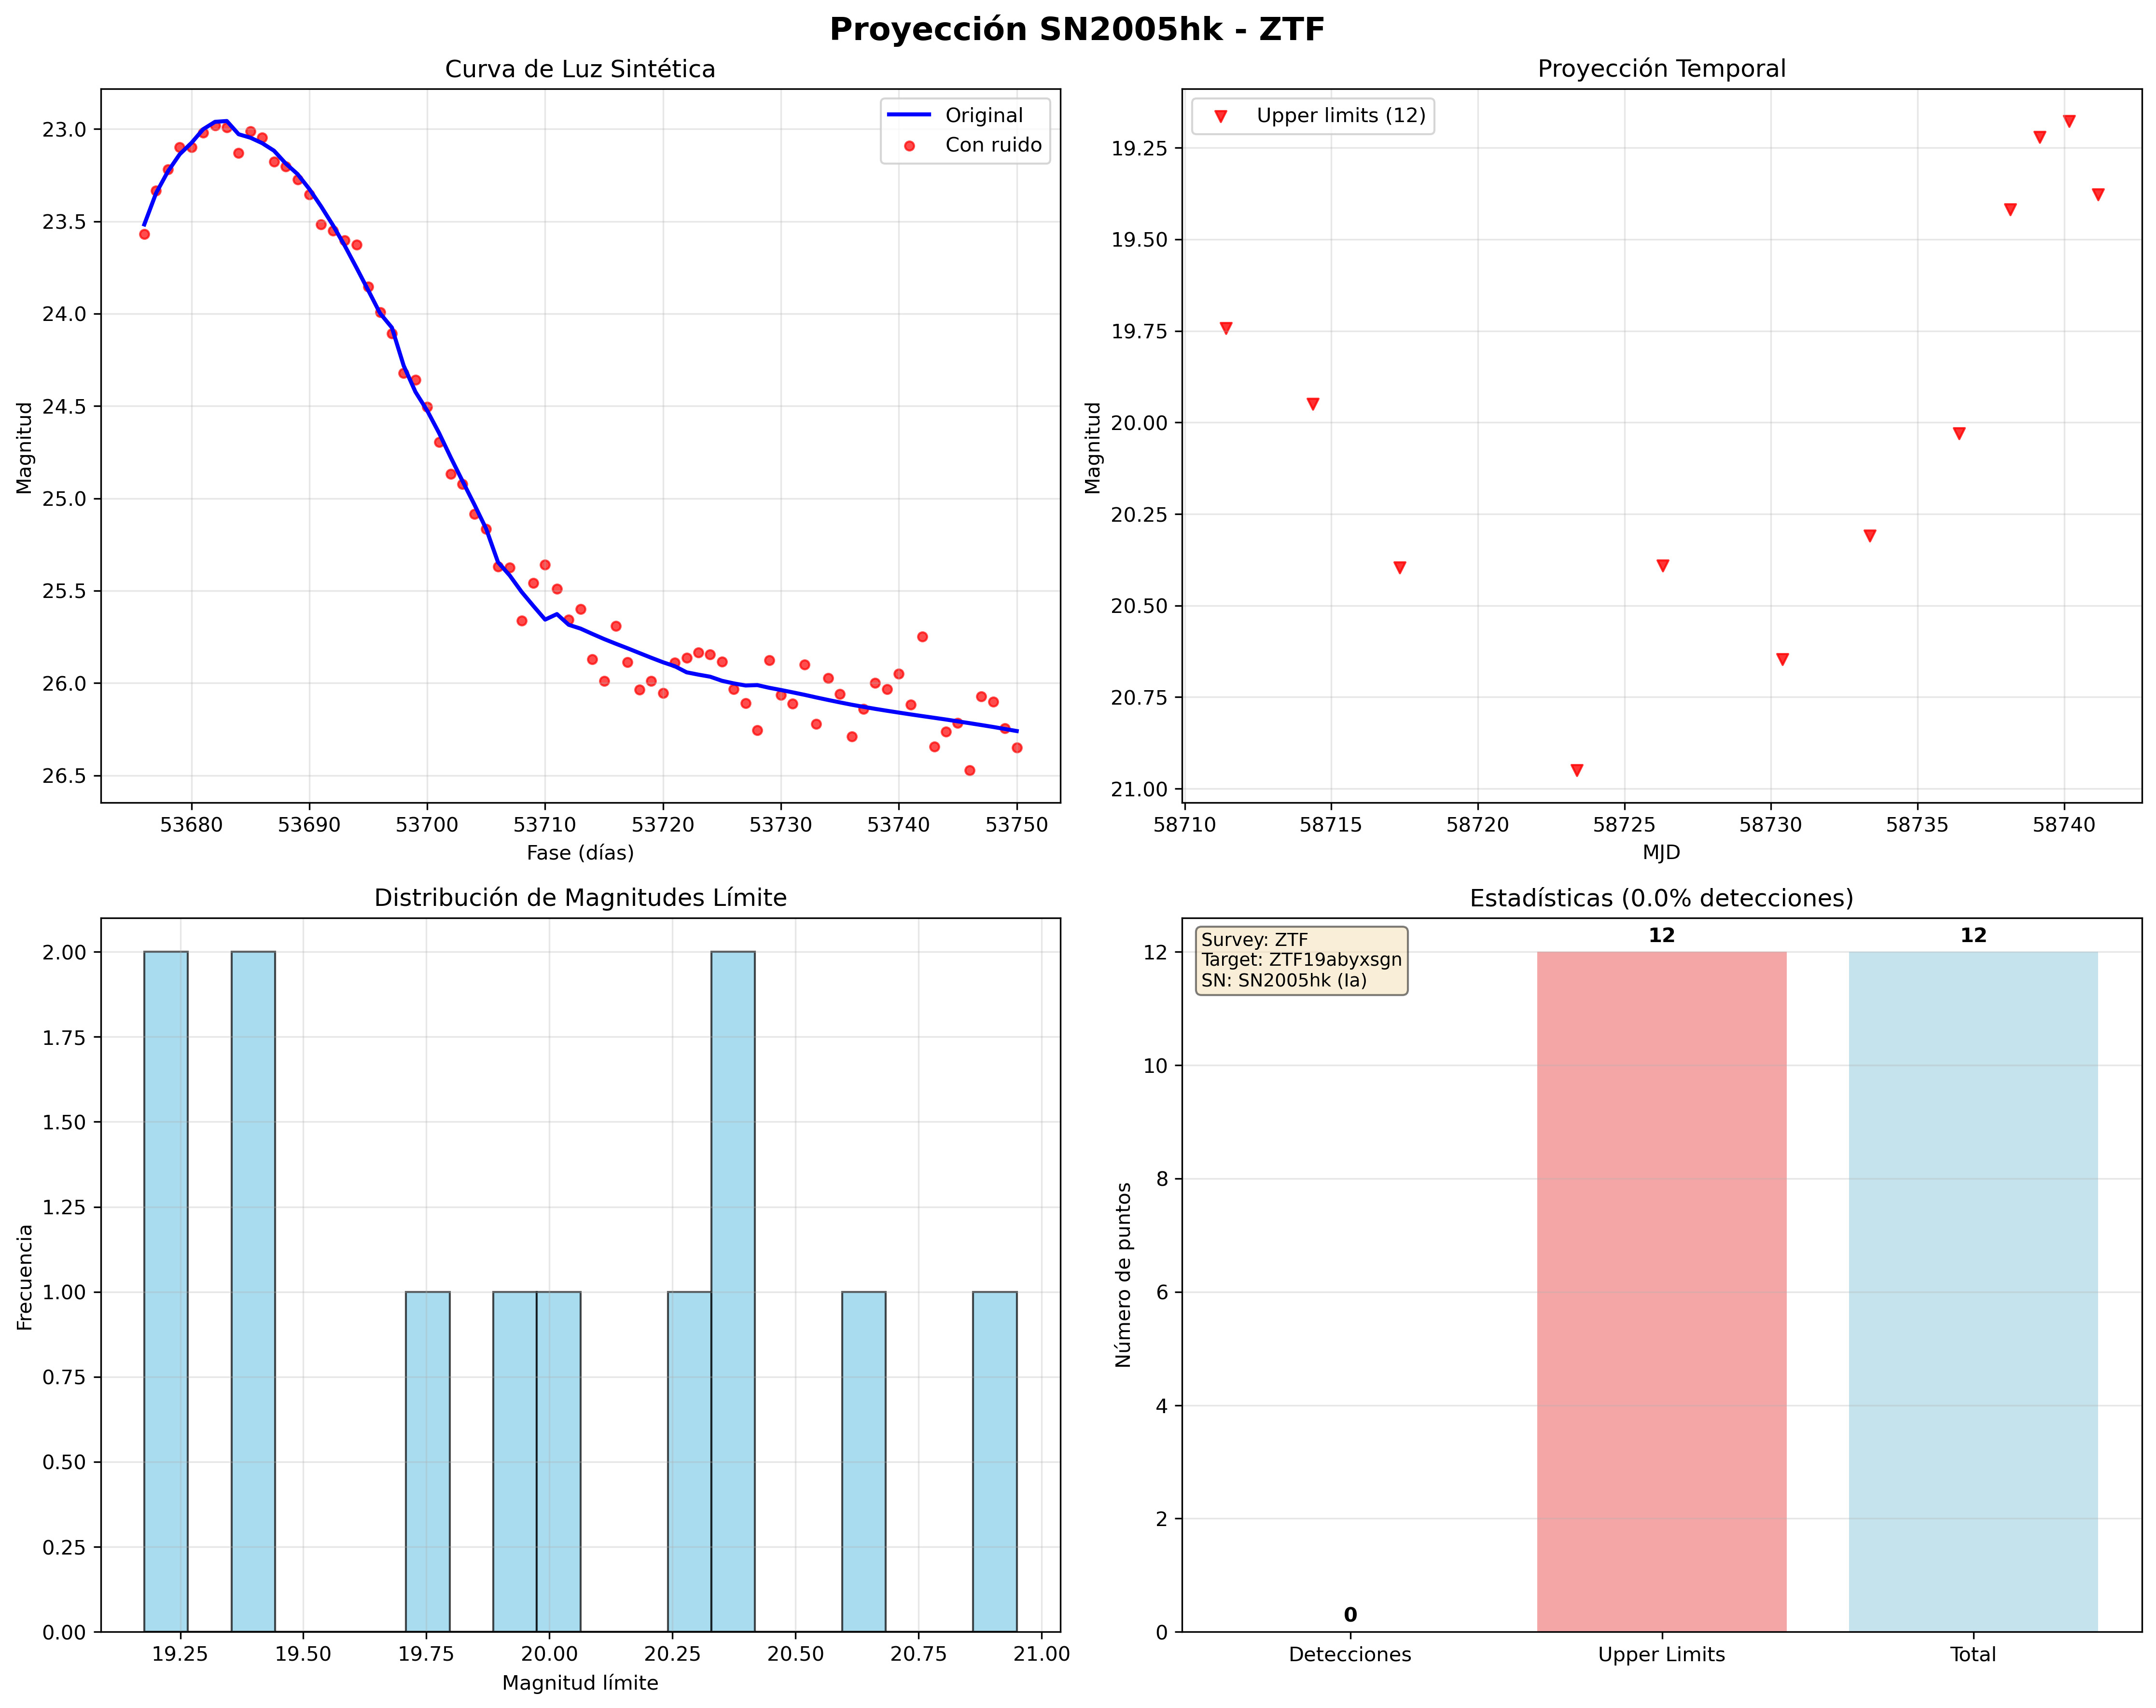 Proyección SN2005hk - ZTF
Curva de Luz Sintética
Original
Con ruido
23.0
23.5
24.0
24.5
25.0
25.5
26.0
26.5
Magnitud
53680 53690 53700 53710 53720 53730 53740 53750
Fase (días)
Proyección Temporal
Upper limits (12)
19.25
19.50
19.75
20.00
20.25
20.50
20.75
21.00
Magnitud
58710 58715 58720 58725 58730 58735 58740
MJD
Distribución de Magnitudes Límite
2.00
1.75
1.50
1.25
1.00
0.75
0.50
0.25
0.00
Frecuencia
19.25 19.50 19.75 20.00 20.25 20.50 20.75 21.00
Magnitud límite
Estadísticas (0.0% detecciones)
Survey: ZTF
Target: ZTF19abyxsgn
SN: SN2005hk (Ia)
12
12
0
12
10
8
6
4
2
0
Número de puntos
Detecciones Upper Limits Total